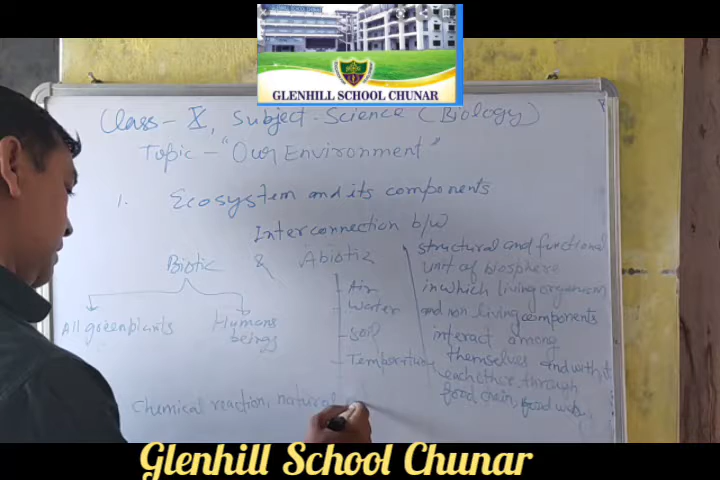 GLENHILL SCHOOL CHUNAR
Class - X, Subject - Science (Biology)
Topic - "Our Environment"
1. Ecosystem and its components
Interconnection b/w
Biotic & Abiotic
All green plants
Humans
beings
Air
Water
Soil
Temperature
structural and functional
unit of biosphere
in which living organism
and non living components
interact among
themselves and with
each other through
food chain, food web,
Chemical reaction, natural
Glenhill School Chunar